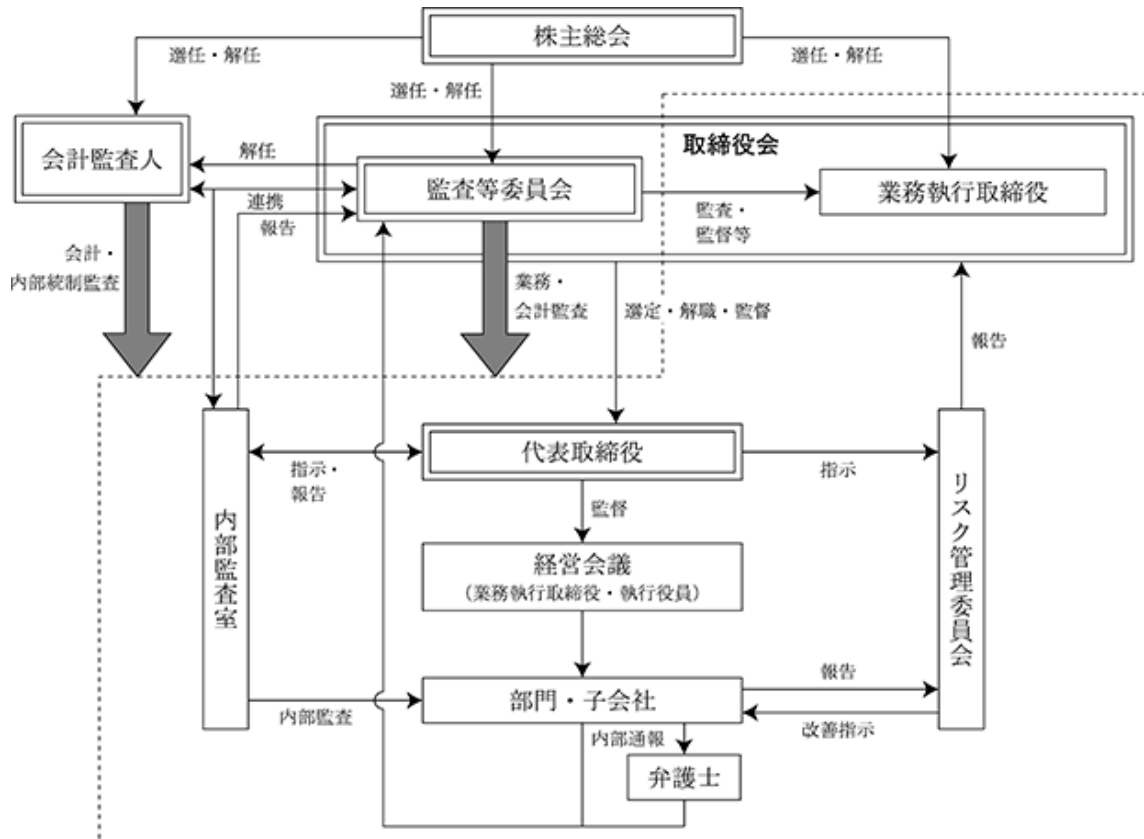 株主総会
選任・解任
選任・解任
選任・解任
会計監査人
解任
連携
報告
取締役会
監査等委員会
業務執行取締役
監査・
監督等
会計・
内部統制監査
業務・
会計監査
選定・解職・監督
報告
代表取締役
指示・
報告
指示
監督
内部監査室
経営会議
（業務執行取締役・執行役員）
リスク管理委員会
部門・子会社
内部監査
報告
改善指示
内部通報
弁護士